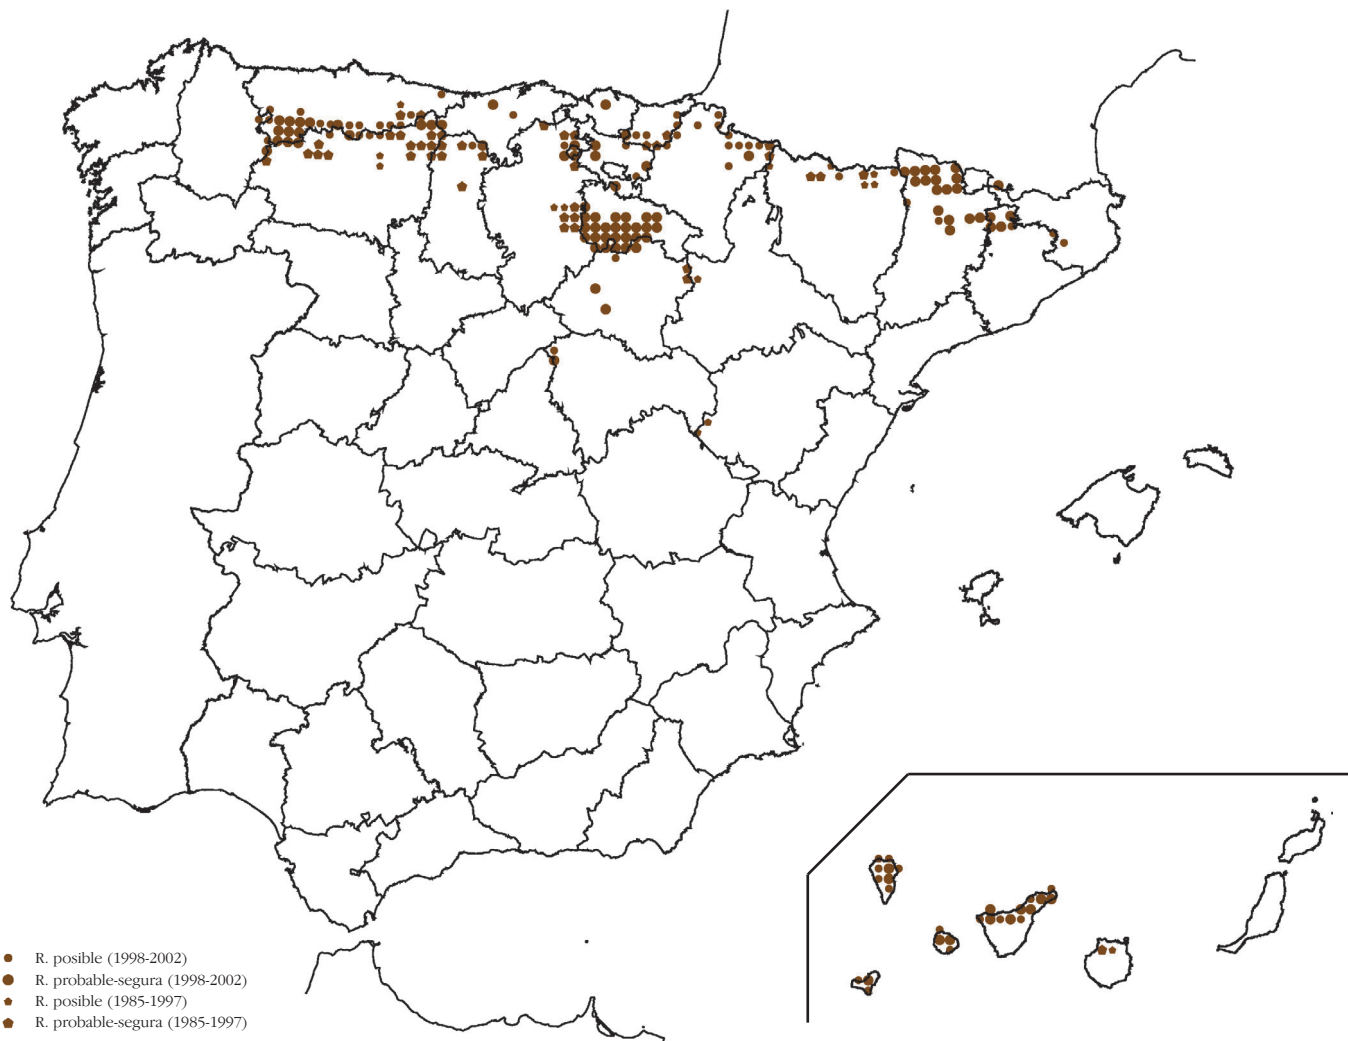 R. posible (1998-2002)
R. probable-segura (1998-2002)
R. posible (1985-1997)
R. probable-segura (1985-1997)